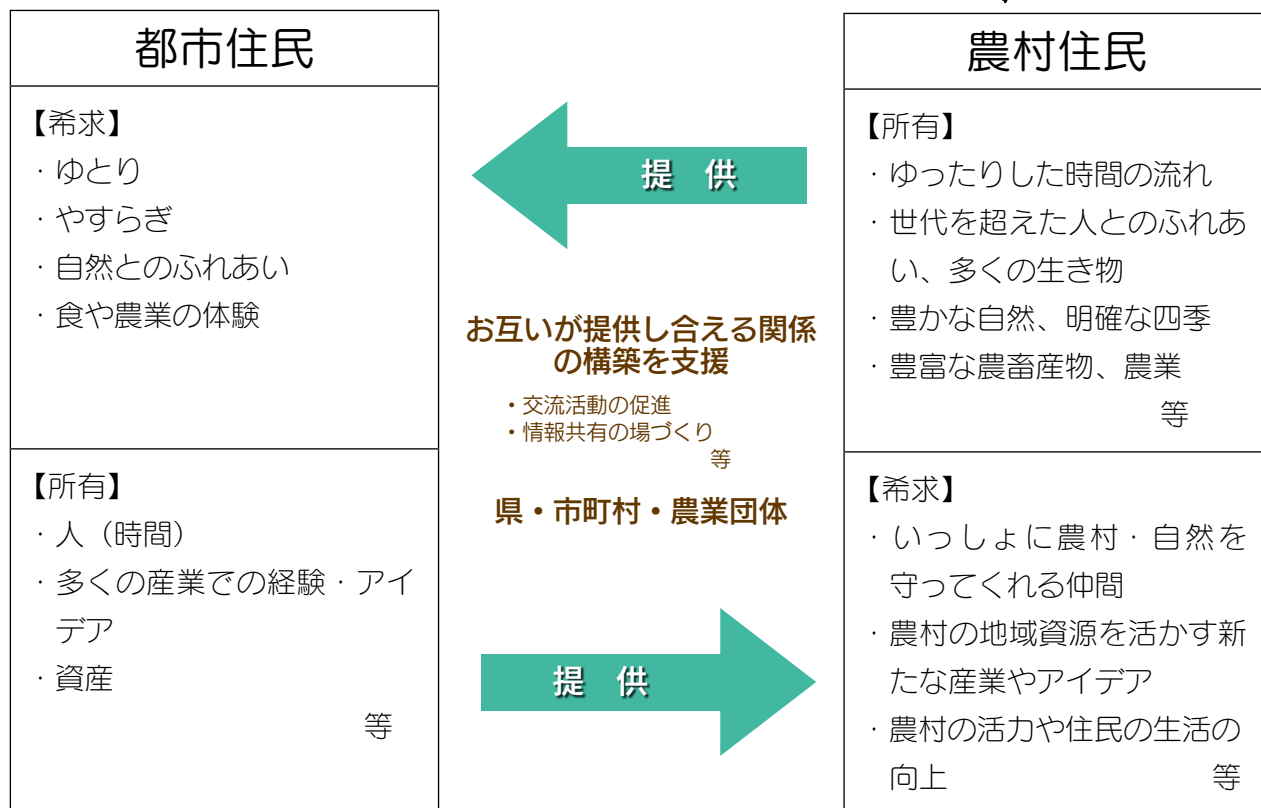 都市住民
【希求】
・ゆとり
・やすらぎ
・自然とのふれあい
・食や農業の体験
【所有】
・人（時間）
・多くの産業での経験・アイ
デア
・資産
等
提 供
お互いが提供し合える関係
の構築を支援
・交流活動の促進
・情報共有の場づくり
等
県・市町村・農業団体
提 供
農村住民
【所有】
・ゆったりした時間の流れ
・世代を超えた人とのふれあ
い、多くの生き物
・豊かな自然、明確な四季
・豊富な農畜産物、農業
等
【希求】
・いっしょに農村・自然を
守ってくれる仲間
・農村の地域資源を活かす新
たな産業やアイデア
・農村の活力や住民の生活の
向上 等